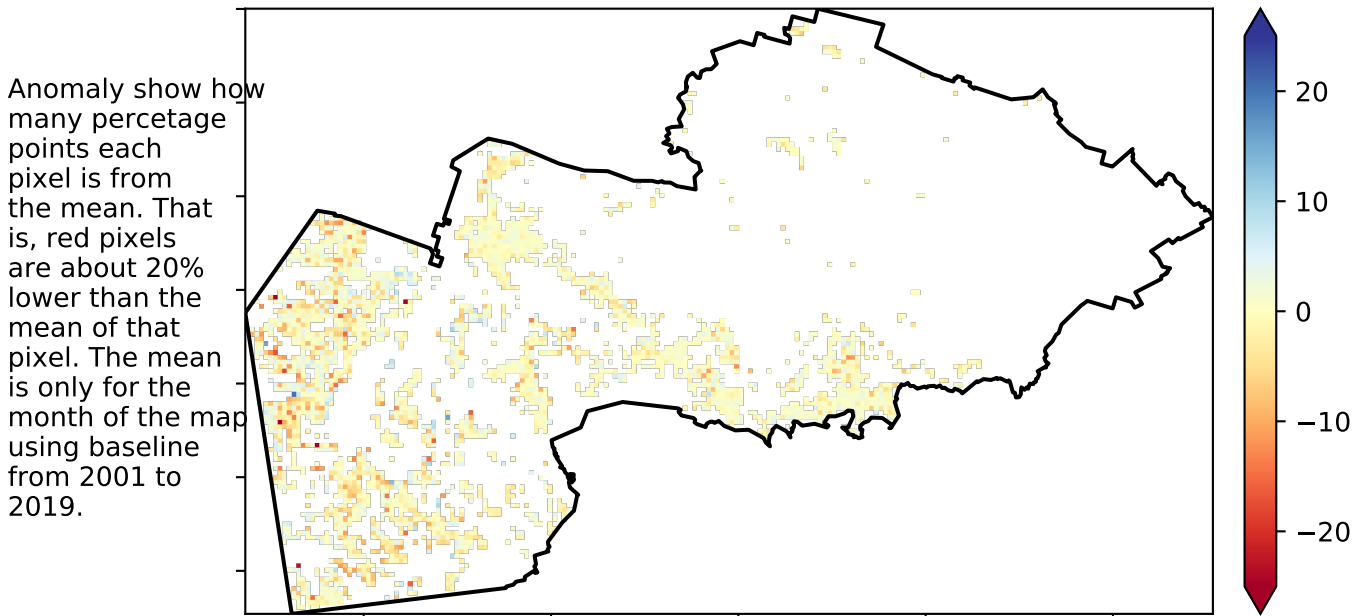 Anomaly show how
many percetage
points each
pixel is from
the mean. That
is, red pixels
are about 20%
lower than the
mean of that
pixel. The mean
is only for the
month of the map
using baseline
from 2001 to
2019.
20
10
0
−10
−20